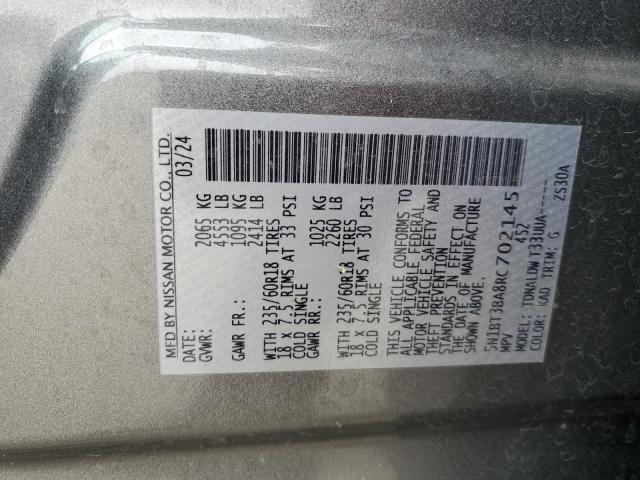 MFD BY NISSAN MOTOR CO., LTD.
DATE: 03/24
GVWR: 2065 KG
4553 LB
GAWR FR.: 1095 KG
2414 LB
WITH 235/60R18 TIRES
18 X 7.5 RIMS AT 33 PSI
COLD SINGLE
GAWR RR.: 1025 KG
2260 LB
WITH 235/60R18 TIRES
18 X 7.5 RIMS AT 30 PSI
COLD SINGLE
THIS VEHICLE CONFORMS TO
ALL APPLICABLE FEDERAL
MOTOR VEHICLE SAFETY AND
THEFT PREVENTION
STANDARDS IN EFFECT ON
THE DATE OF MANUFACTURE
SHOWN ABOVE.
5N1BT3BA8RC702145
MPV 452
MODEL: TDNALDW T33UUA-----
COLOR: GAD TRIM: G ZS30A